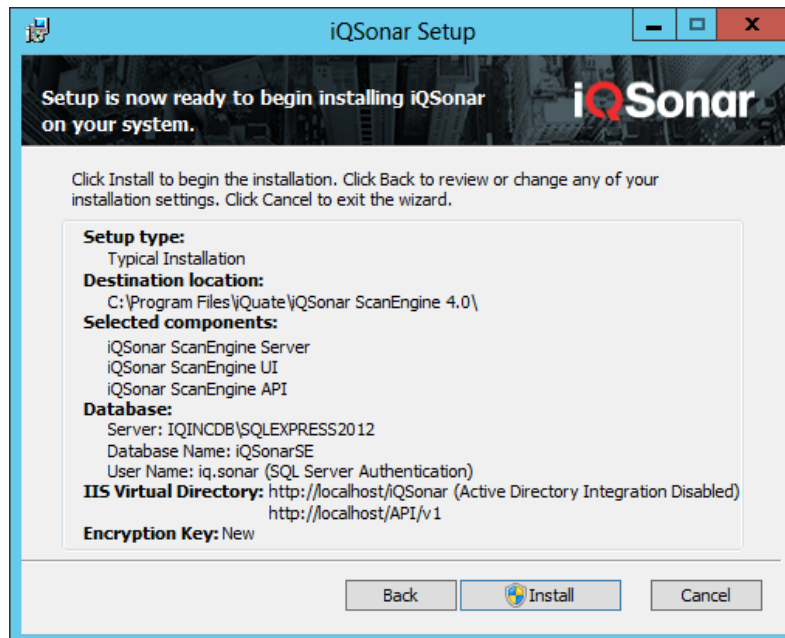 iQSonar Setup
Setup is now ready to begin installing iQSonar
on your system.
iQSonar
Click Install to begin the installation. Click Back to review or change any of your
installation settings. Click Cancel to exit the wizard.
Setup type:
Typical Installation
Destination location:
C:\Program Files\iQuate\iQSonar ScanEngine 4.0\
Selected components:
iQSonar ScanEngine Server
iQSonar ScanEngine UI
iQSonar ScanEngine API
Database:
Server: IQINCDB\SQLEXPRESS2012
Database Name: iQSonarSE
User Name: iq.sonar (SQL Server Authentication)
IIS Virtual Directory: http://localhost/iQSonar (Active Directory Integration Disabled)
http://localhost/API/v1
Encryption Key: New
Back Install Cancel